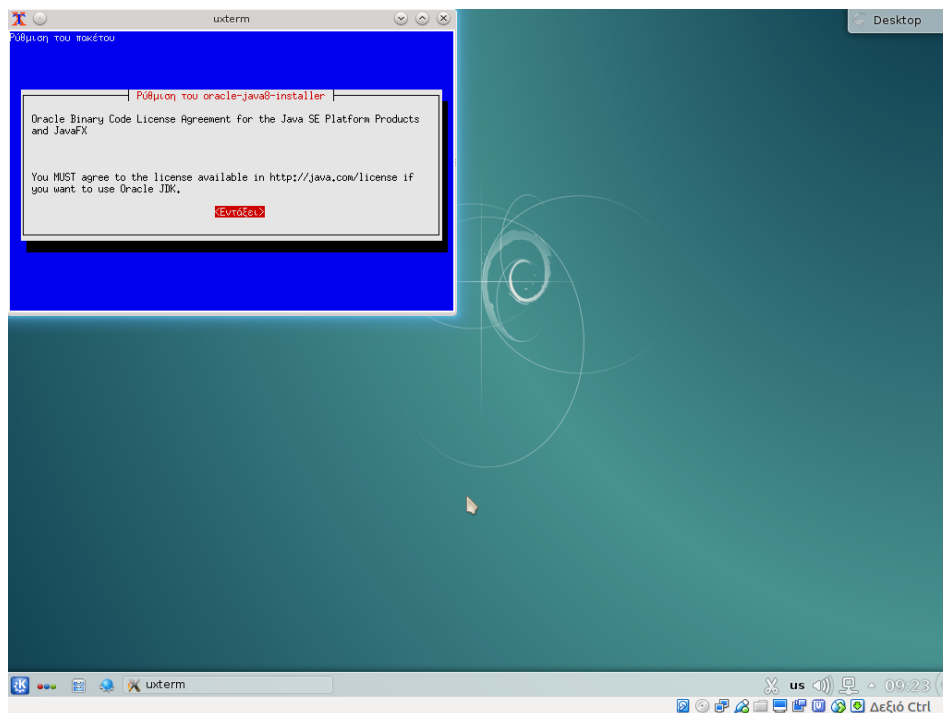 uxterm
Desktop
Ρύθμιση του πακέτου
Ρύθμιση του oracle-java8-installer
Oracle Binary Code License Agreement for the Java SE Platform Products
and JavaFX
You MUST agree to the license available in http://java.com/license if
you want to use Oracle JDK.
<Εντάξει>
uxterm
us
09:23
Δεξιό Ctrl